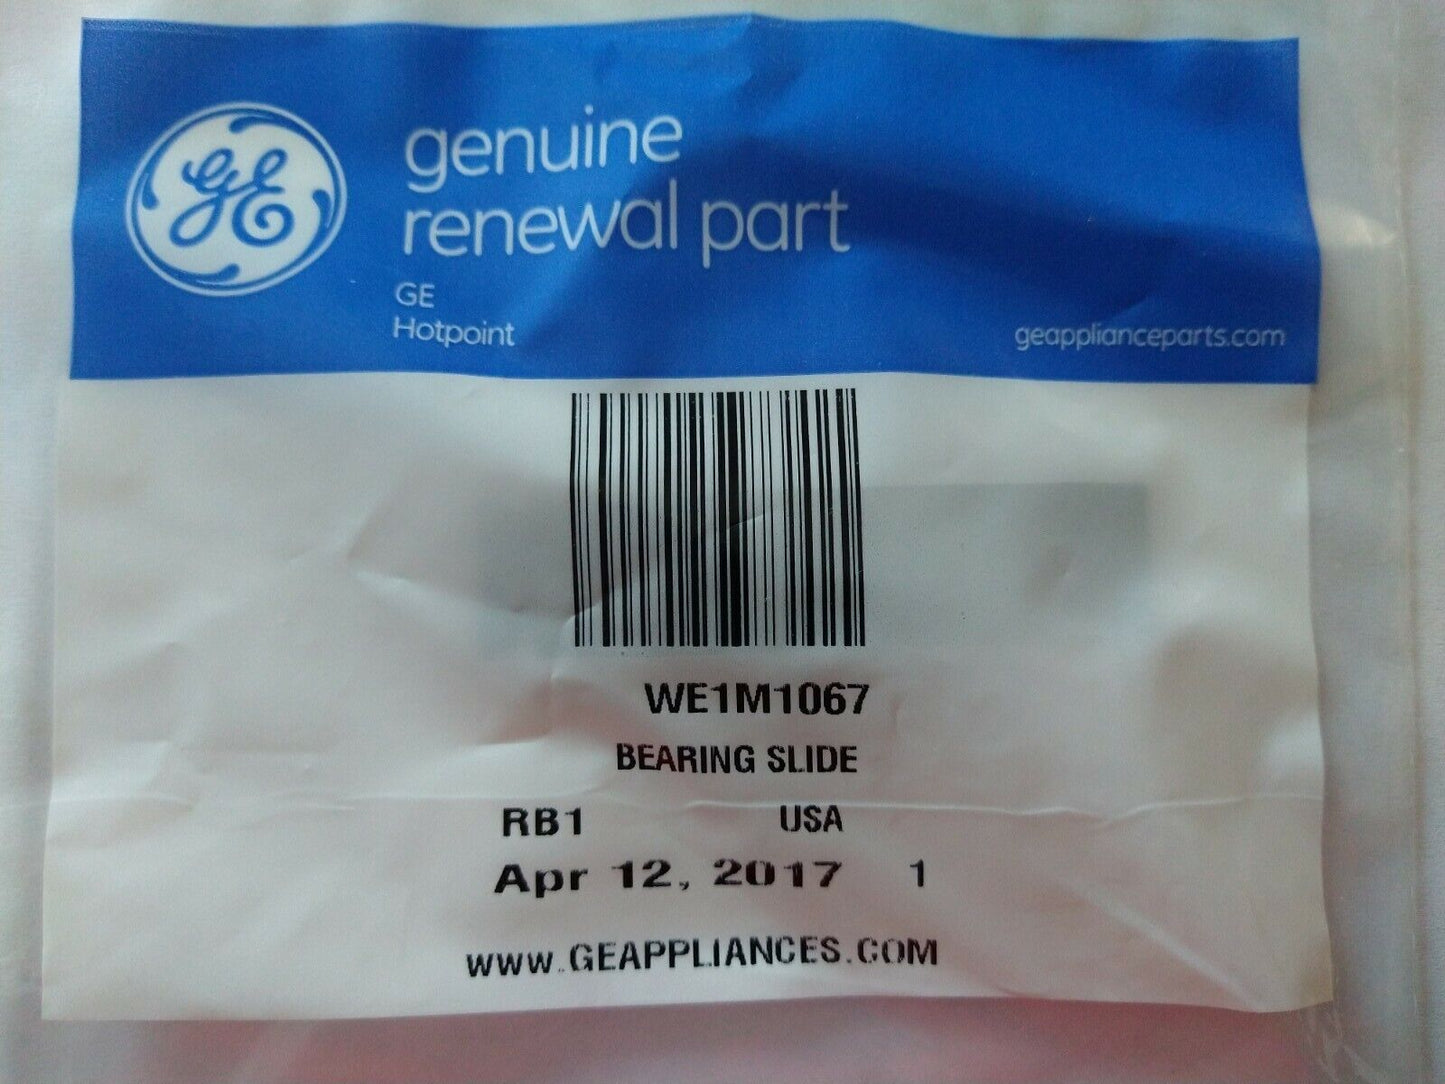 GE
genuine
renewal part
GE
Hotpoint
geapplianceparts.com
WE1M1067
BEARING SLIDE
RB1 USA
Apr 12, 2017 1
WWW.GEAPPLIANCES.COM